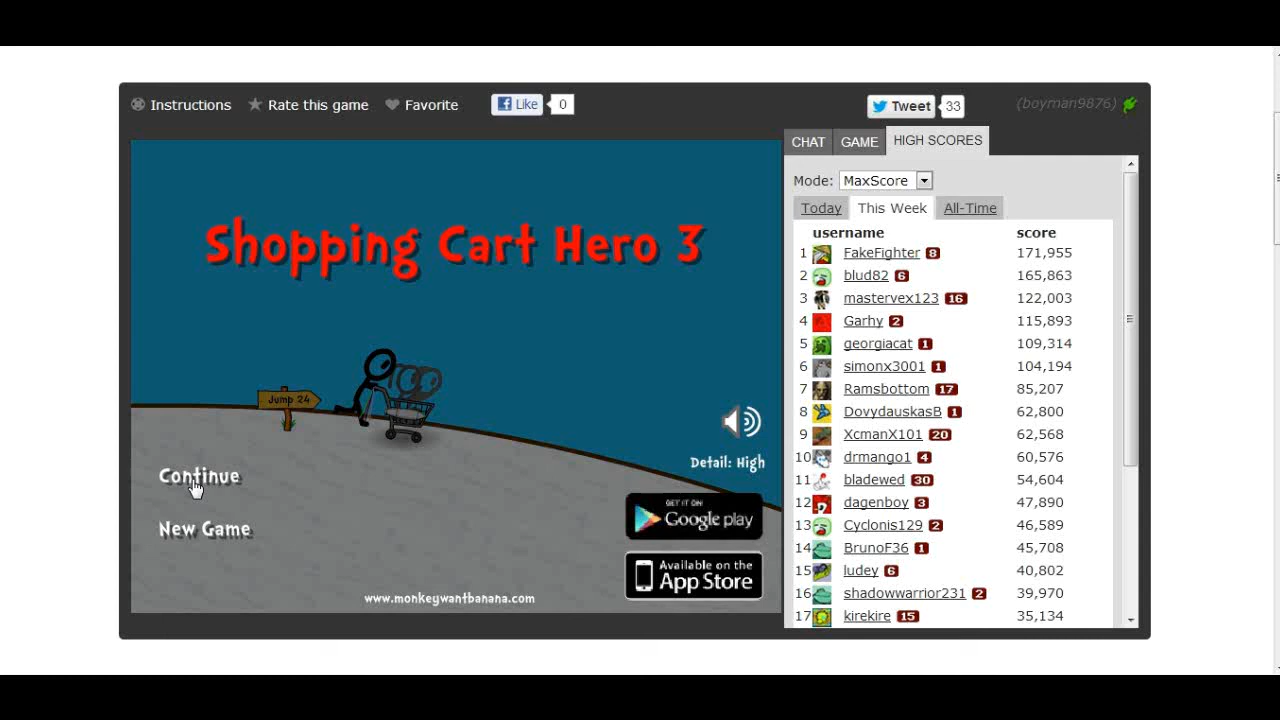 Instructions Rate this game Favorite Like 0 Tweet 33 (boyman9876)
CHAT GAME HIGH SCORES
Mode: MaxScore
Today This Week All-Time
username score
1 FakeFighter 8 171,955
2 blud82 6 165,863
3 mastervex123 16 122,003
4 Garhy 2 115,893
5 georgiacat 1 109,314
6 simonx3001 1 104,194
7 Ramsbottom 17 85,207
8 DovydauskasB 1 62,800
9 XcmanX101 20 62,568
10 drmango1 4 60,576
11 bladewed 30 54,604
12 dagenboy 3 47,890
13 Cyclonis129 2 46,589
14 BrunoF36 1 45,708
15 ludey 6 40,802
16 shadowwarrior231 2 39,970
17 kirekire 15 35,134
Shopping Cart Hero 3
Jump 24
Detail: High
Continue
New Game
GET IT ON
Google play
Available on the
App Store
www.monkeywantbanana.com